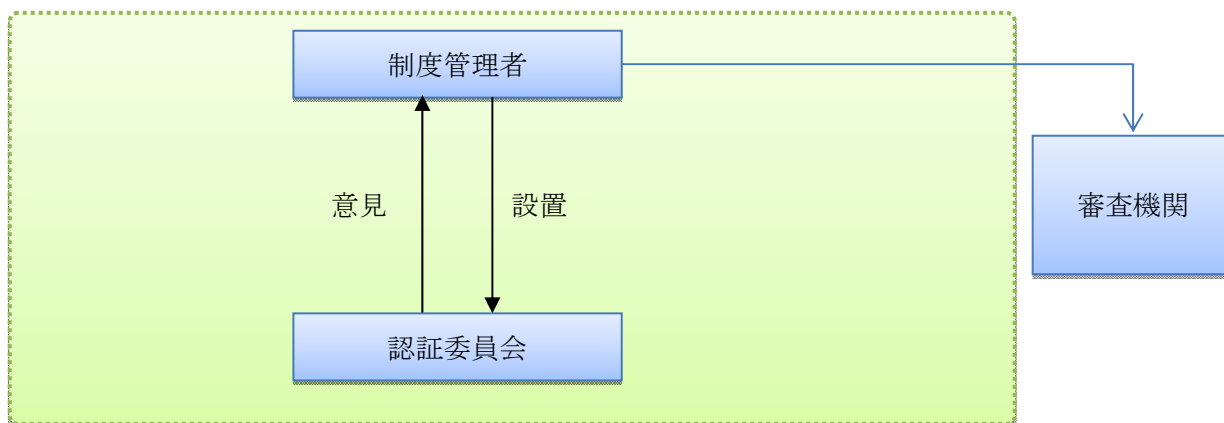 制度管理者
審査機関
意見
設置
認証委員会